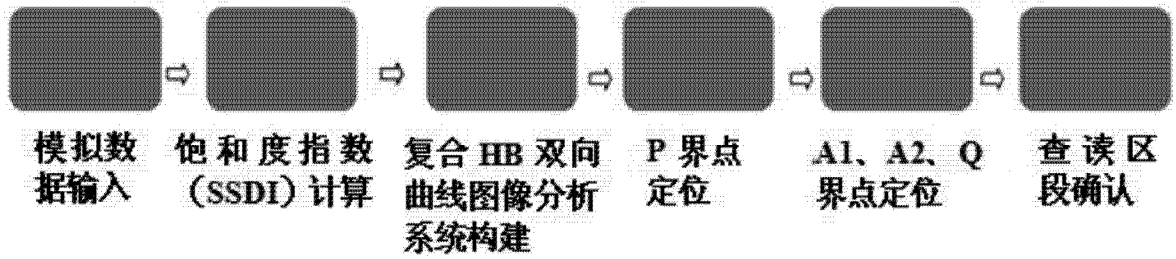 模拟数
据输入
饱和度指数
（SSDI）计算
复合 HB 双向
曲线图像分析
系统构建
P 界点
定位
A1、A2、Q
界点定位
查读区
段确认